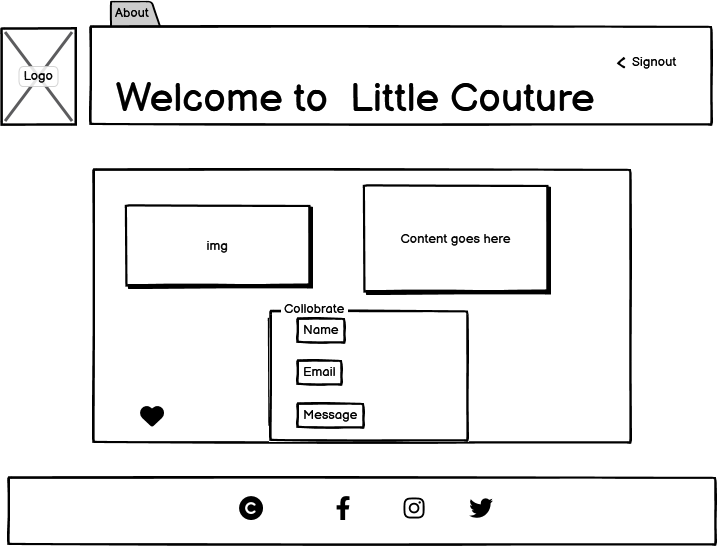 About
Logo
Signout
Welcome to Little Couture
img
Content goes here
Collobrate
Name
Email
Message